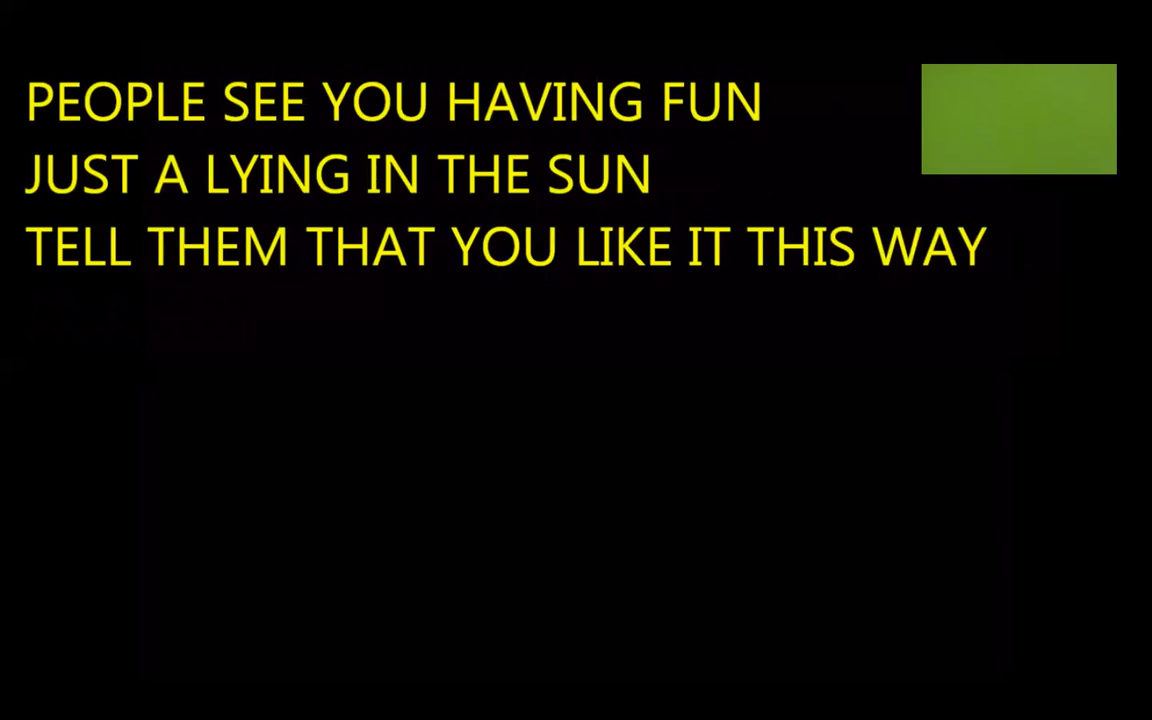 PEOPLE SEE YOU HAVING FUN
JUST A LYING IN THE SUN
TELL THEM THAT YOU LIKE IT THIS WAY